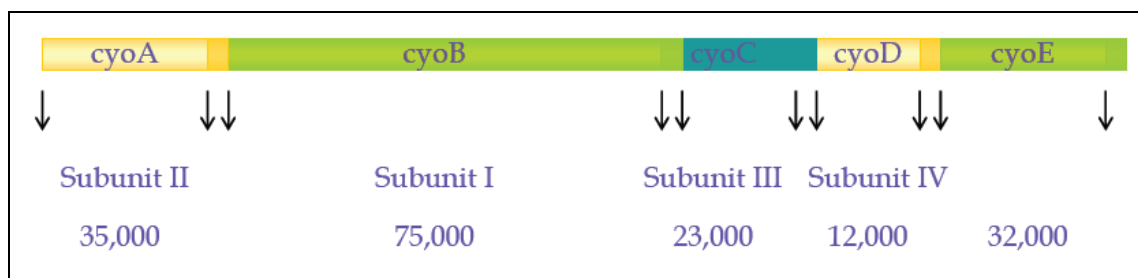 cyoA cyoB cyoC cyoD cyoE
Subunit II Subunit I Subunit III Subunit IV
35,000 75,000 23,000 12,000 32,000